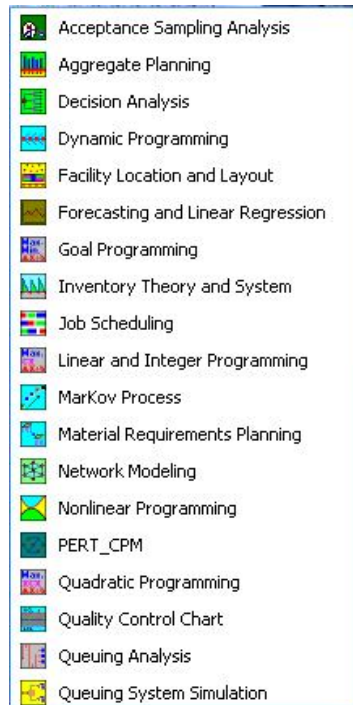 Acceptance Sampling Analysis
Aggregate Planning
Decision Analysis
Dynamic Programming
Facility Location and Layout
Forecasting and Linear Regression
Goal Programming
Inventory Theory and System
Job Scheduling
Linear and Integer Programming
MarKov Process
Material Requirements Planning
Network Modeling
Nonlinear Programming
PERT_CPM
Quadratic Programming
Quality Control Chart
Queuing Analysis
Queuing System Simulation